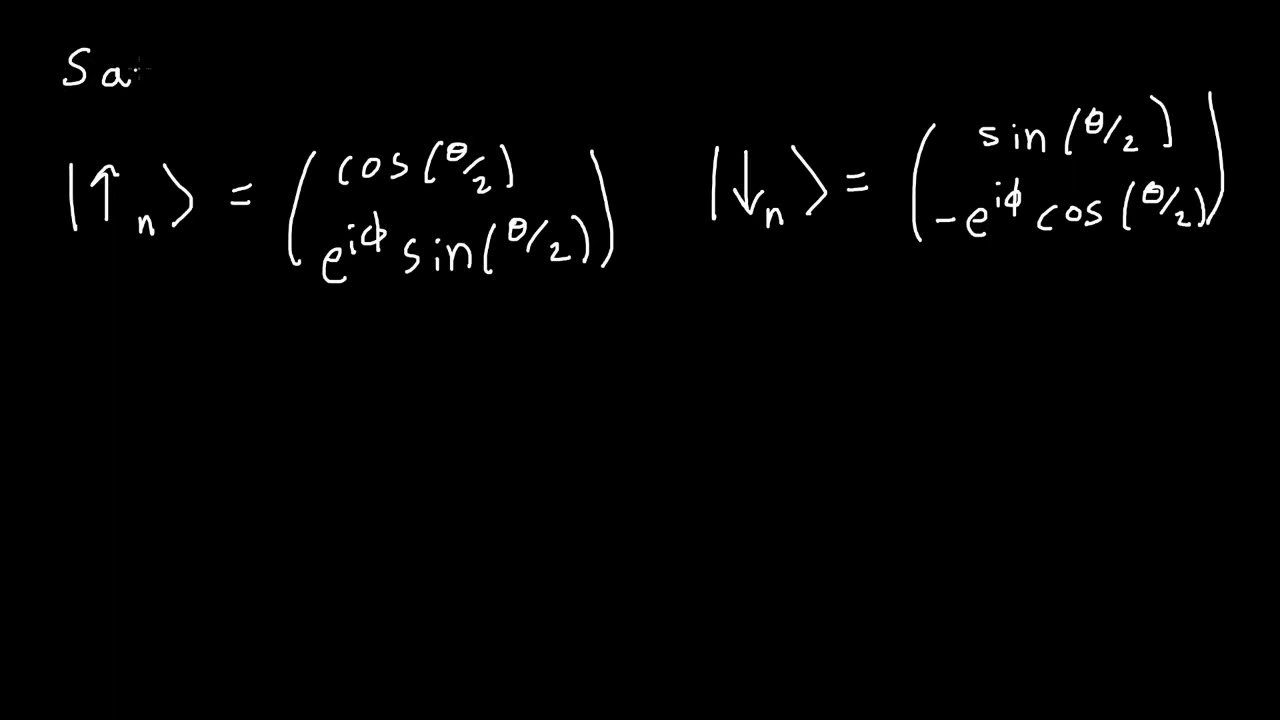 Sa
|↑n⟩ = (cos(θ/2) e^{iϕ} sin(θ/2)) |↓n⟩ = (sin(θ/2) -e^{iϕ} cos(θ/2))